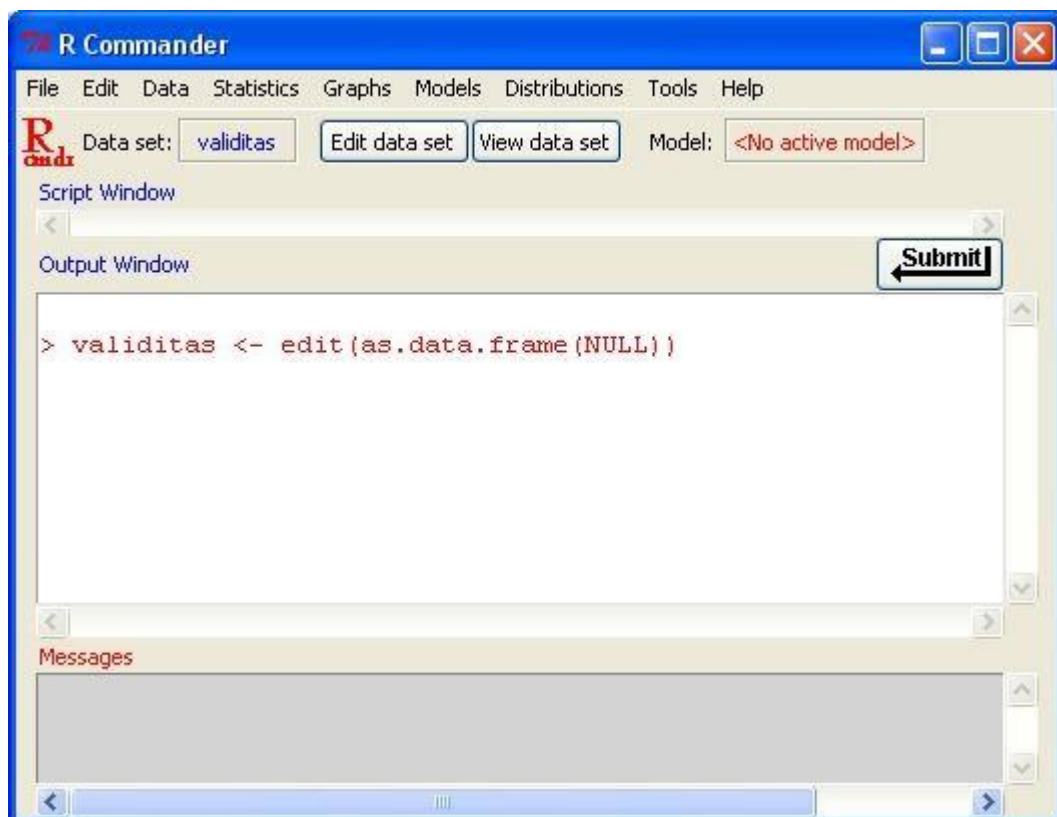 R Commander
File Edit Data Statistics Graphs Models Distributions Tools Help
R cmdr Data set: validitas Edit data set View data set Model: <No active model>
Script Window
Output Window Submit
> validitas <- edit(as.data.frame(NULL))
Messages